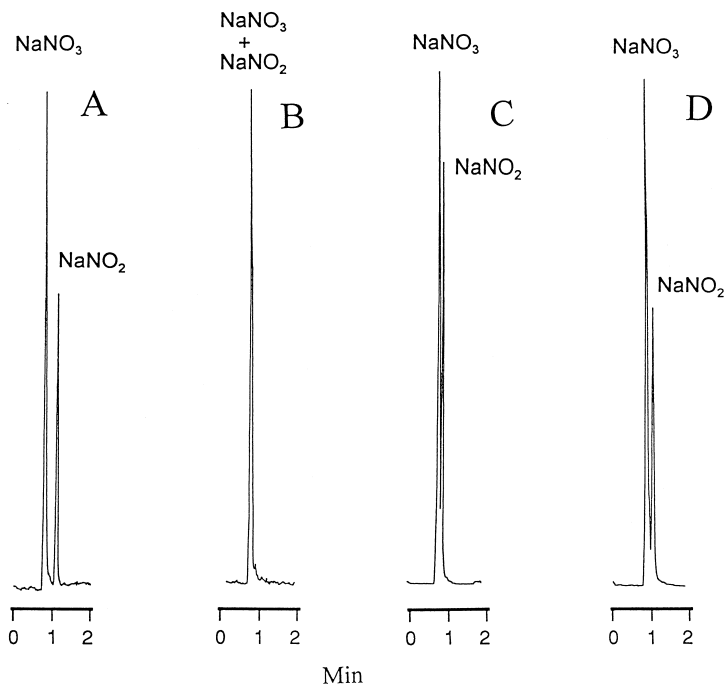 NaNO₃
A
NaNO₂
0 1 2
NaNO₃
+
NaNO₂
B
0 1 2
NaNO₃
C
NaNO₂
0 1 2
NaNO₃
D
NaNO₂
0 1 2
Min